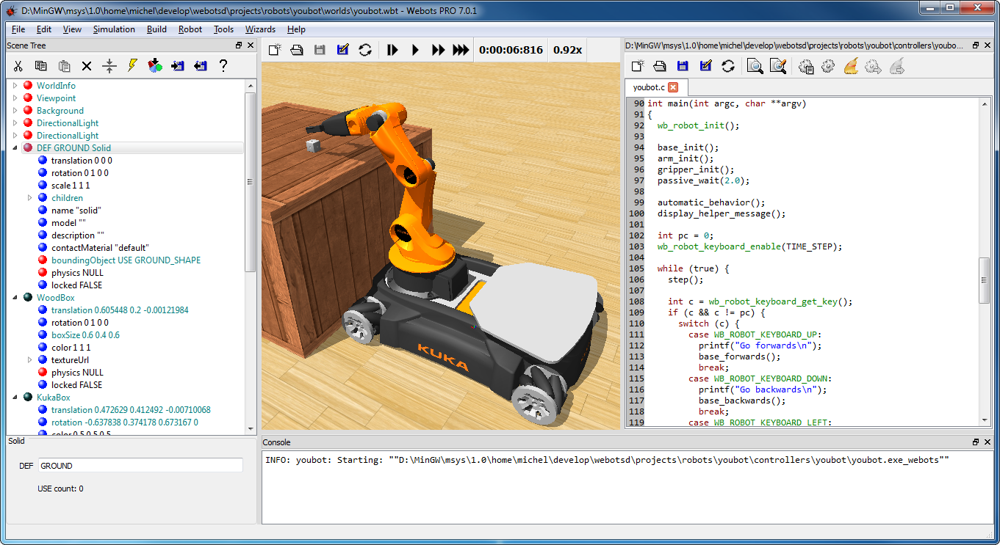 D:\MinGW\msys\1.0\home\michel\develop\webotsd\projects\robots\youbot\worlds\youbot.wbt - Webots PRO 7.0.1
File Edit View Simulation Build Robot Tools Wizards Help
Scene Tree
WorldInfo
Viewpoint
Background
DirectionalLight
DirectionalLight
DEF GROUND Solid
translation 0 0 0
rotation 0 1 0 0
scale 1 1 1
children
name "solid"
model ""
description ""
contactMaterial "default"
boundingObject USE GROUND_SHAPE
physics NULL
locked FALSE
WoodBox
translation 0.605448 0.2 -0.00121984
rotation 0 1 0 0
boxSize 0.6 0.4 0.6
color 1 1 1
textureUrl
physics NULL
locked FALSE
KukaBox
translation 0.472629 0.412492 -0.00710068
rotation -0.637838 0.374178 0.673167 0
color 0.5 0.5 0.5
Solid
DEF GROUND
USE count: 0
0:00:06:816 0.92x
KUKA
KUKA
KUKA
D:\MinGW\msys\1.0\home\michel\develop\webotsd\projects\robots\youbot\controllers\youbo...
youbot.c
90 int main(int argc, char **argv)
91 {
92 wb_robot_init();
93
94 base_init();
95 arm_init();
96 gripper_init();
97 passive_wait(2.0);
98
99 automatic_behavior();
100 display_helper_message();
101
102 int pc = 0;
103 wb_robot_keyboard_enable(TIME_STEP);
104
105 while (true) {
106 step();
107
108 int c = wb_robot_keyboard_get_key();
109 if (c && c != pc) {
110 switch (c) {
111 case WB_ROBOT_KEYBOARD_UP:
112 printf("Go forwards\n");
113 base_forwards();
114 break;
115 case WB_ROBOT_KEYBOARD_DOWN:
116 printf("Go backwards\n");
117 base_backwards();
118 break;
119 case WB_ROBOT_KEYBOARD_LEFT:
Console
INFO: youbot: Starting: ""D:\MinGW\msys\1.0\home\michel\develop\webotsd\projects\robots\youbot\controllers\youbot\youbot.exe_webots""